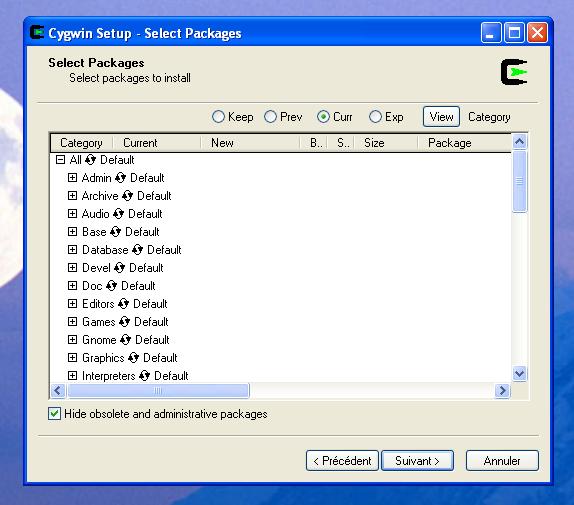 Cygwin Setup - Select Packages
Select Packages
Select packages to install
Keep Prev Curr Exp View Category
Category Current New B.. S.. Size Package
All Default
Admin Default
Archive Default
Audio Default
Base Default
Database Default
Devel Default
Doc Default
Editors Default
Games Default
Gnome Default
Graphics Default
Interpreters Default
Hide obsolete and administrative packages
< Précédent Suivant > Annuler